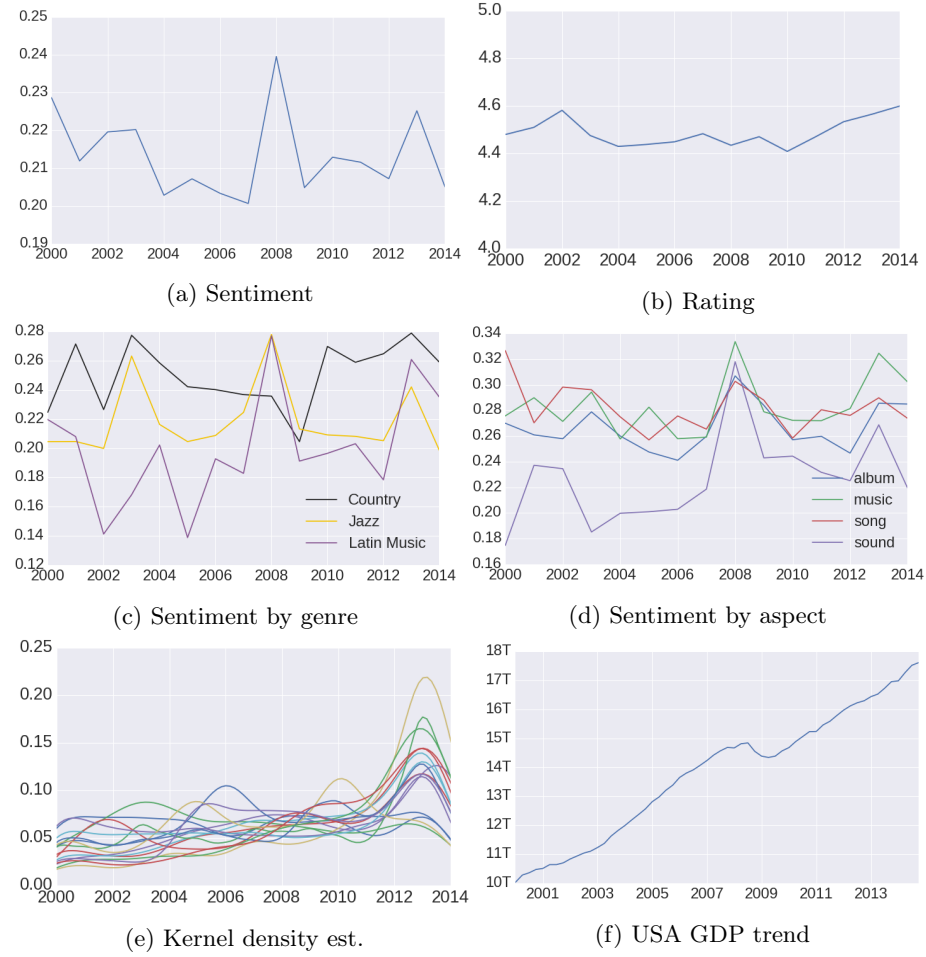 0.25
0.24
0.23
0.22
0.21
0.20
0.19
2000 2002 2004 2006 2008 2010 2012 2014
(a) Sentiment
5.0
4.8
4.6
4.4
4.2
4.0
2000 2002 2004 2006 2008 2010 2012 2014
(b) Rating
0.28
0.26
0.24
0.22
0.20
0.18
0.16
0.14
0.12
Country
Jazz
Latin Music
2000 2002 2004 2006 2008 2010 2012 2014
(c) Sentiment by genre
0.34
0.32
0.30
0.28
0.26
0.24
0.22
0.20
0.18
0.16
album
music
song
sound
2000 2002 2004 2006 2008 2010 2012 2014
(d) Sentiment by aspect
0.25
0.20
0.15
0.10
0.05
0.00
2000 2002 2004 2006 2008 2010 2012 2014
(e) Kernel density est.
18T
17T
16T
15T
14T
13T
12T
11T
10T
2001 2003 2005 2007 2009 2011 2013
(f) USA GDP trend